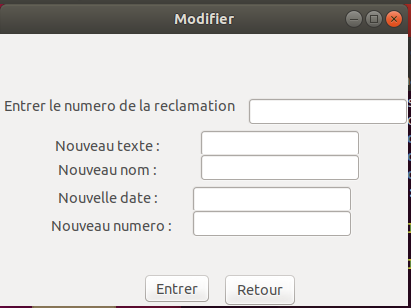 Modifier
Entrer le numero de la reclamation
Nouveau texte :
Nouveau nom :
Nouvelle date :
Nouveau numero :
Entrer Retour